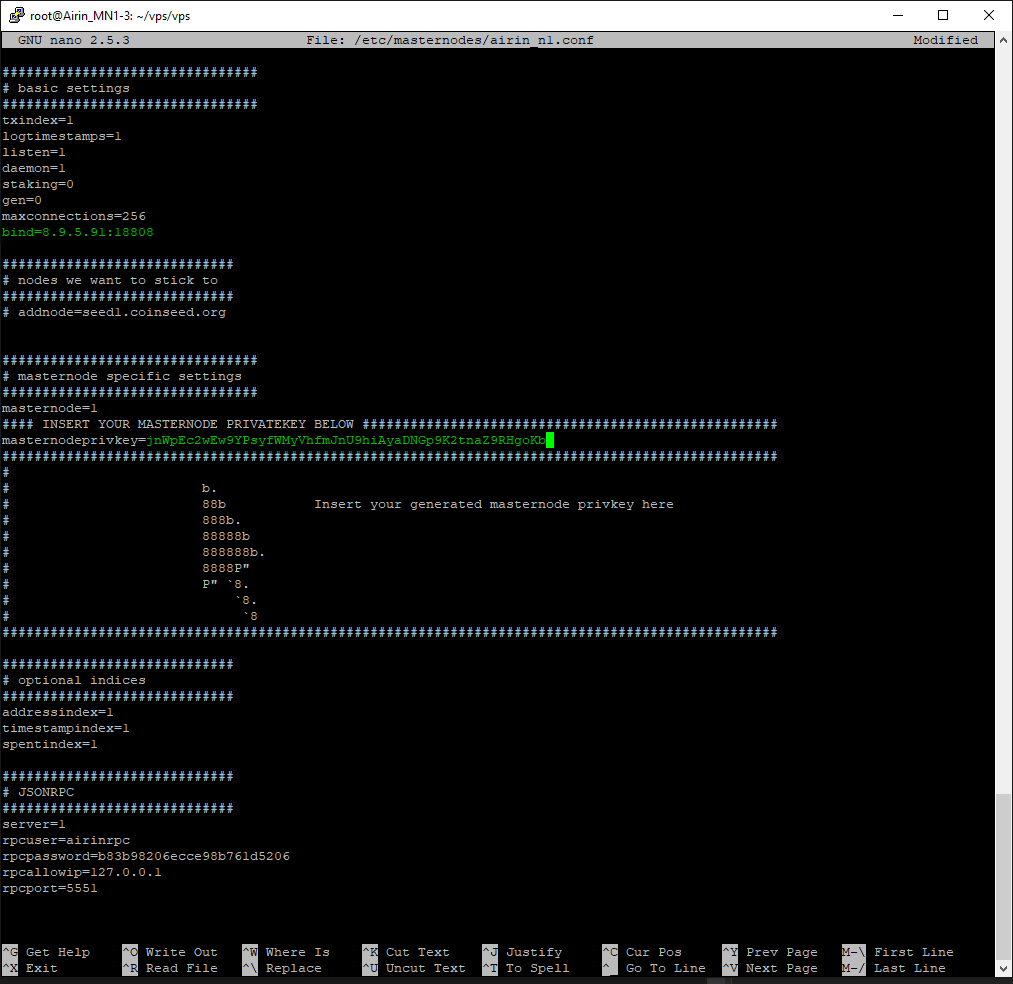 root@Airin_MN1-3: ~/vps/vps
GNU nano 2.5.3 File: /etc/masternodes/airin_n1.conf Modified
################################
# basic settings
################################
txindex=1
logtimestamps=1
listen=1
daemon=1
staking=0
gen=0
maxconnections=256
bind=8.9.5.91:18808
#############################
# nodes we want to stick to
#############################
# addnode=seed1.coinseed.org
################################
# masternode specific settings
################################
masternode=1
#### INSERT YOUR MASTERNODE PRIVATEKEY BELOW ####################################################
masternodeprivkey=jnWpEc2wEw9YPsyfWMyVhfmJnU9hiAyaDNGp9K2tnaZ9RHgoKb
#################################################################################################
#
# b.
# 88b Insert your generated masternode privkey here
# 888b.
# 88888b
# 888888b.
# 8888P"
# P" `8.
# `8.
# `8
#################################################################################################
#############################
# optional indices
#############################
addressindex=1
timestampindex=1
spentindex=1
#############################
# JSONRPC
#############################
server=1
rpcuser=airinrpc
rpcpassword=b83b98206ecce98b761d5206
rpcallowip=127.0.0.1
rpcport=5551
^G Get Help ^O Write Out ^W Where Is ^K Cut Text ^J Justify ^C Cur Pos ^Y Prev Page M-\ First Line
^X Exit ^R Read File ^\ Replace ^U Uncut Text ^T To Spell ^_ Go To Line ^V Next Page M-/ Last Line